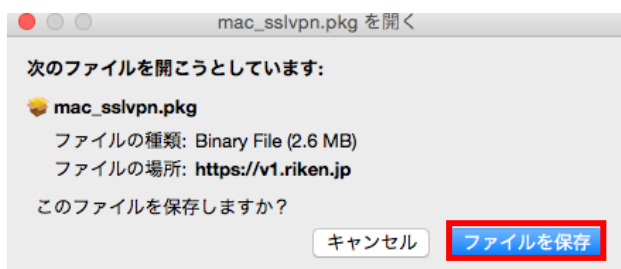 mac_sslvpn.pkg を開く
次のファイルを開こうとしています:
mac_sslvpn.pkg
ファイルの種類: Binary File (2.6 MB)
ファイルの場所: https://v1.riken.jp
このファイルを保存しますか？
キャンセル ファイルを保存